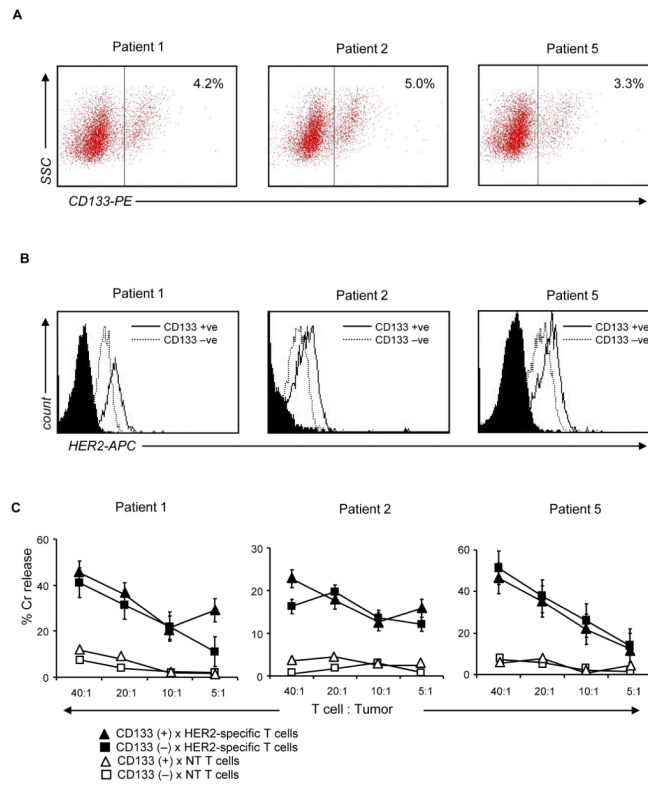 A
Patient 1 Patient 2 Patient 5
4.2% 5.0% 3.3%
SSC
CD133-PE
B
Patient 1 Patient 2 Patient 5
CD133 +ve CD133 +ve CD133 +ve
CD133 –ve CD133 –ve CD133 –ve
count
HER2-APC
C
Patient 1 Patient 2 Patient 5
% Cr release
60 30 60
40 20 40
20 10 20
0 0 0
40:1 20:1 10:1 5:1 40:1 20:1 10:1 5:1 40:1 20:1 10:1 5:1
T cell : Tumor
CD133 (+) x HER2-specific T cells
CD133 (–) x HER2-specific T cells
CD133 (+) x NT T cells
CD133 (–) x NT T cells